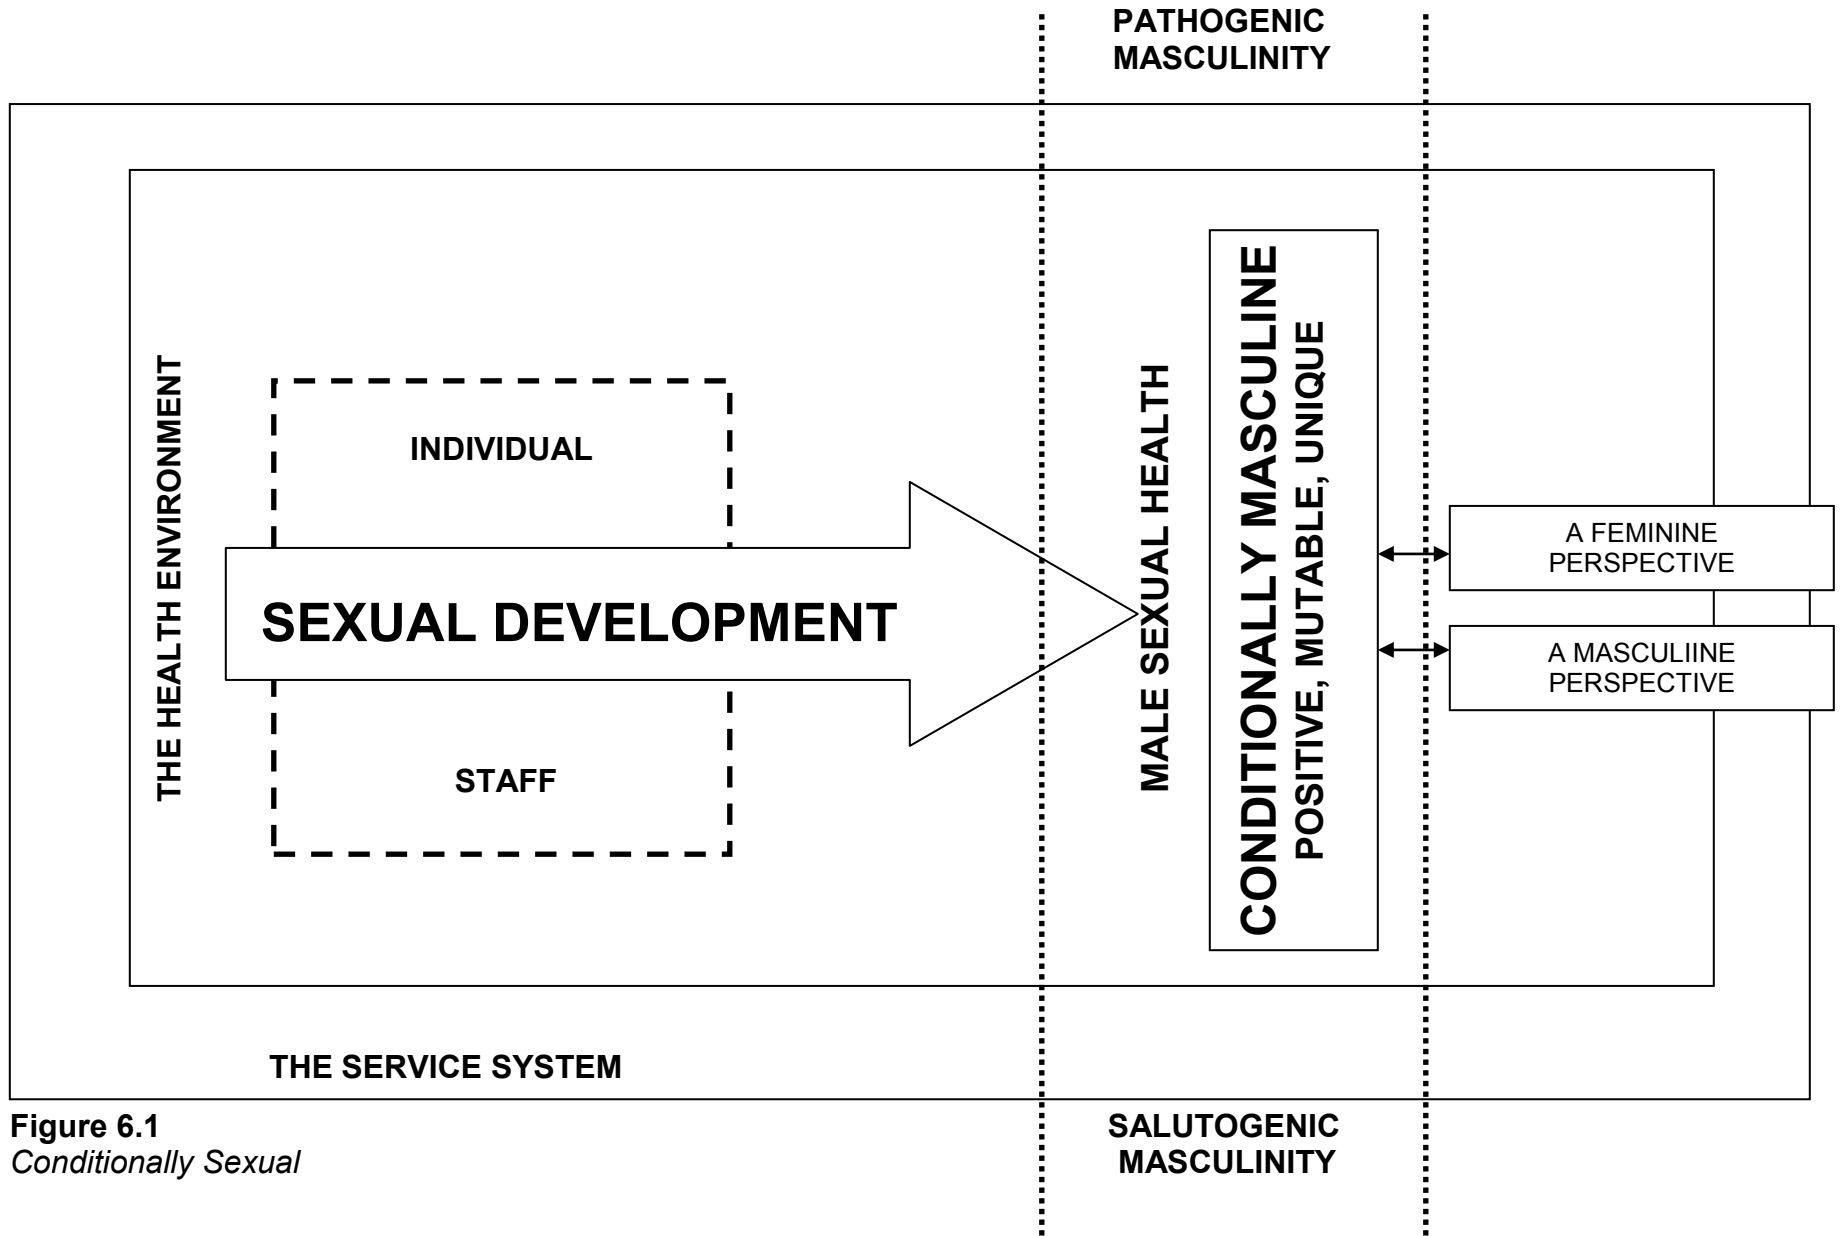 PATHOGENIC
MASCULINITY
THE HEALTH ENVIRONMENT
INDIVIDUAL
SEXUAL DEVELOPMENT
STAFF
MALE SEXUAL HEALTH
CONDITIONALLY MASCULINE
POSITIVE, MUTABLE, UNIQUE
A FEMININE
PERSPECTIVE
A MASCULIINE
PERSPECTIVE
THE SERVICE SYSTEM
Figure 6.1
Conditionally Sexual
SALUTOGENIC
MASCULINITY